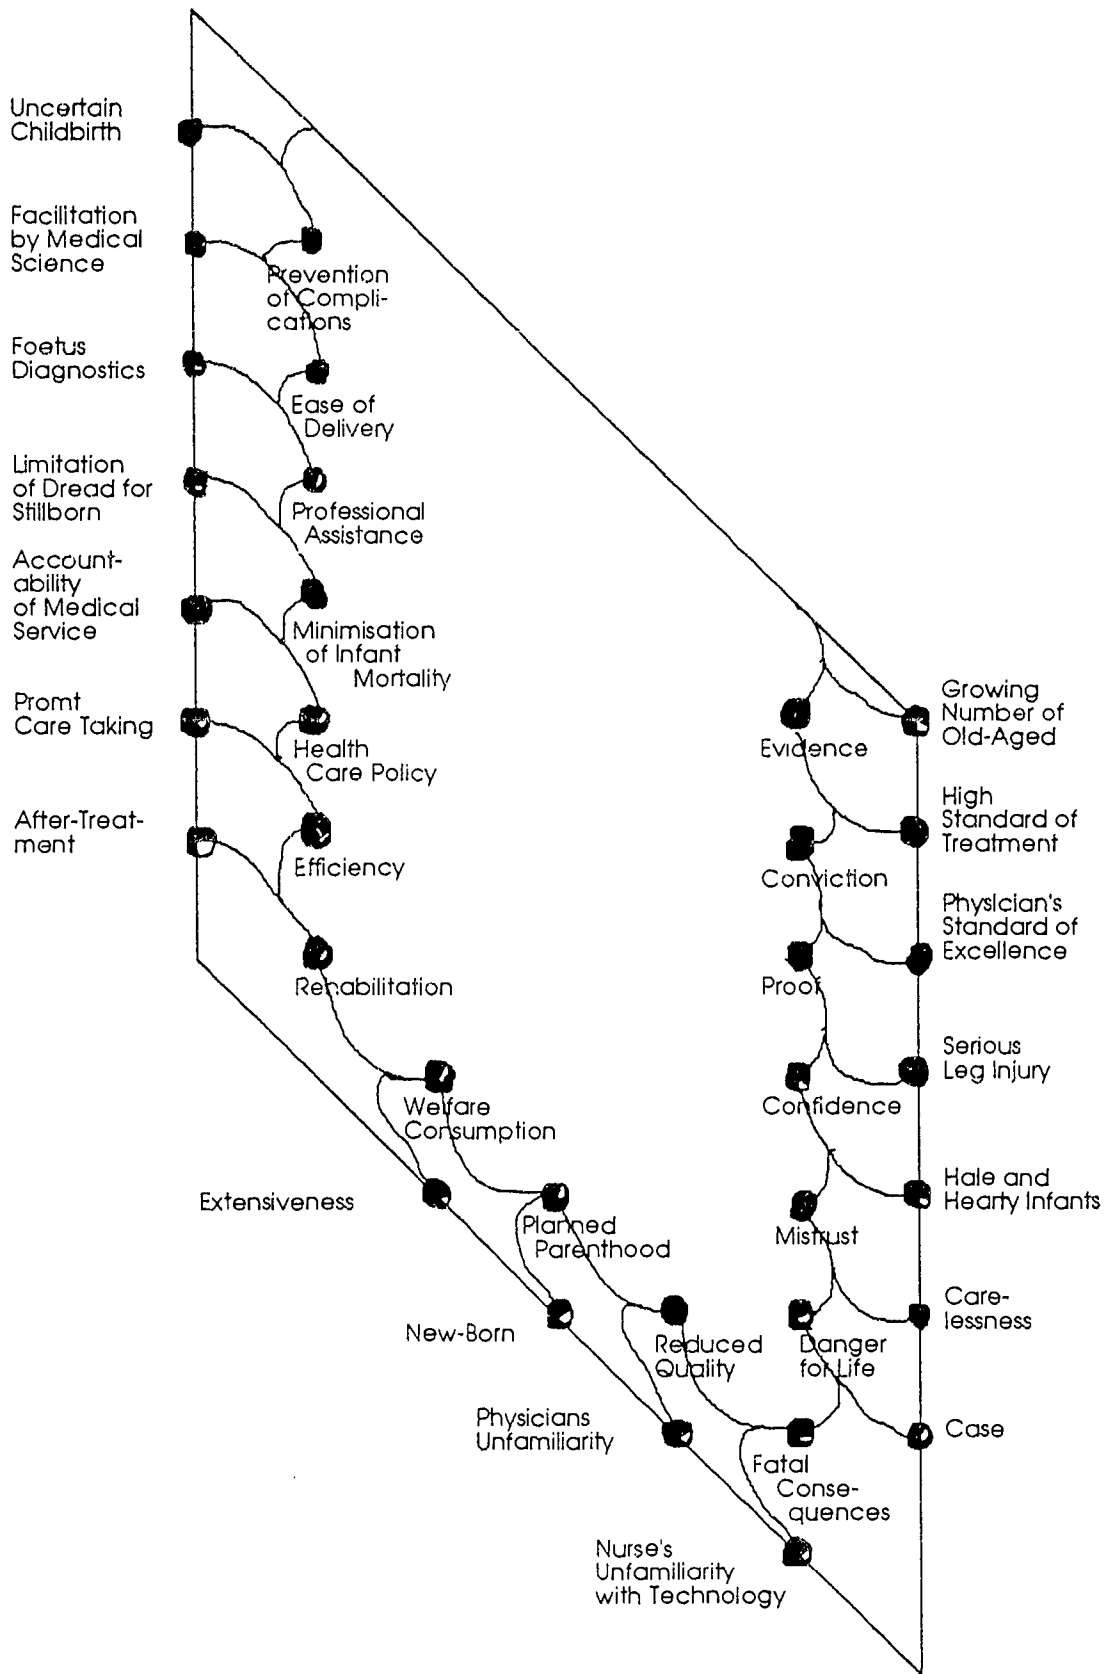 Uncertain
Childbirth
Facilitation
by Medical
Science
Prevention
of Compli-
cations
Foetus
Diagnostics
Ease of
Delivery
Limitation
of Dread for
Stillborn
Professional
Assistance
Account-
ability
of Medical
Service
Minimisation
of Infant
Mortality
Promt
Care Taking
Health
Care Policy
After-Treat-
ment
Efficiency
Rehabilitation
Welfare
Consumption
Extensiveness
Planned
Parenthood
New-Born
Reduced
Quality
Physicians
Unfamiliarity
Fatal
Conse-
quences
Nurse's
Unfamiliarity
with Technology
Growing
Number of
Old-Aged
Evidence
High
Standard of
Treatment
Conviction
Physician's
Standard of
Excellence
Proof
Serious
Leg Injury
Confidence
Hale and
Hearty Infants
Mistrust
Care-
lessness
Danger
for Life
Case